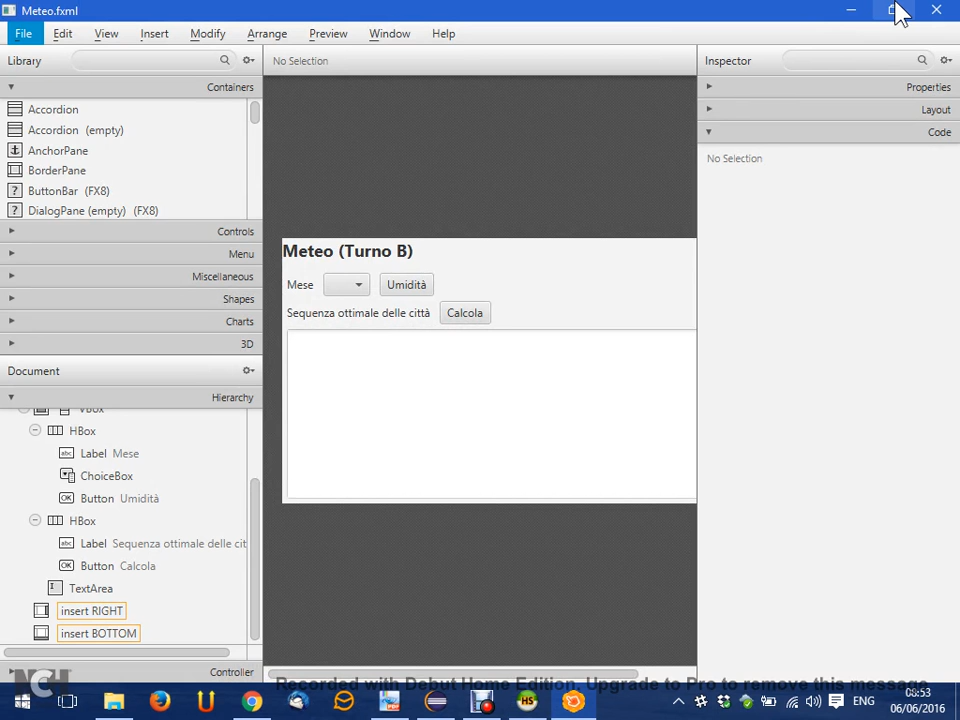 Meteo.fxml
File Edit View Insert Modify Arrange Preview Window Help
Library
No Selection
Inspector
Containers
Properties
Accordion
Layout
Accordion (empty)
Code
AnchorPane
No Selection
BorderPane
ButtonBar (FX8)
DialogPane (empty) (FX8)
Controls
Menu
Miscellaneous
Shapes
Charts
3D
Meteo (Turno B)
Mese
Umidità
Sequenza ottimale delle città
Calcola
Document
Hierarchy
VBox
HBox
Label Mese
ChoiceBox
Button Umidità
HBox
Label Sequenza ottimale delle cit
Button Calcola
TextArea
insert RIGHT
insert BOTTOM
Controller
NCH
Recorded with Debut Home Edition. Upgrade to Pro to remove this message
HS
ENG
08:53
06/06/2016